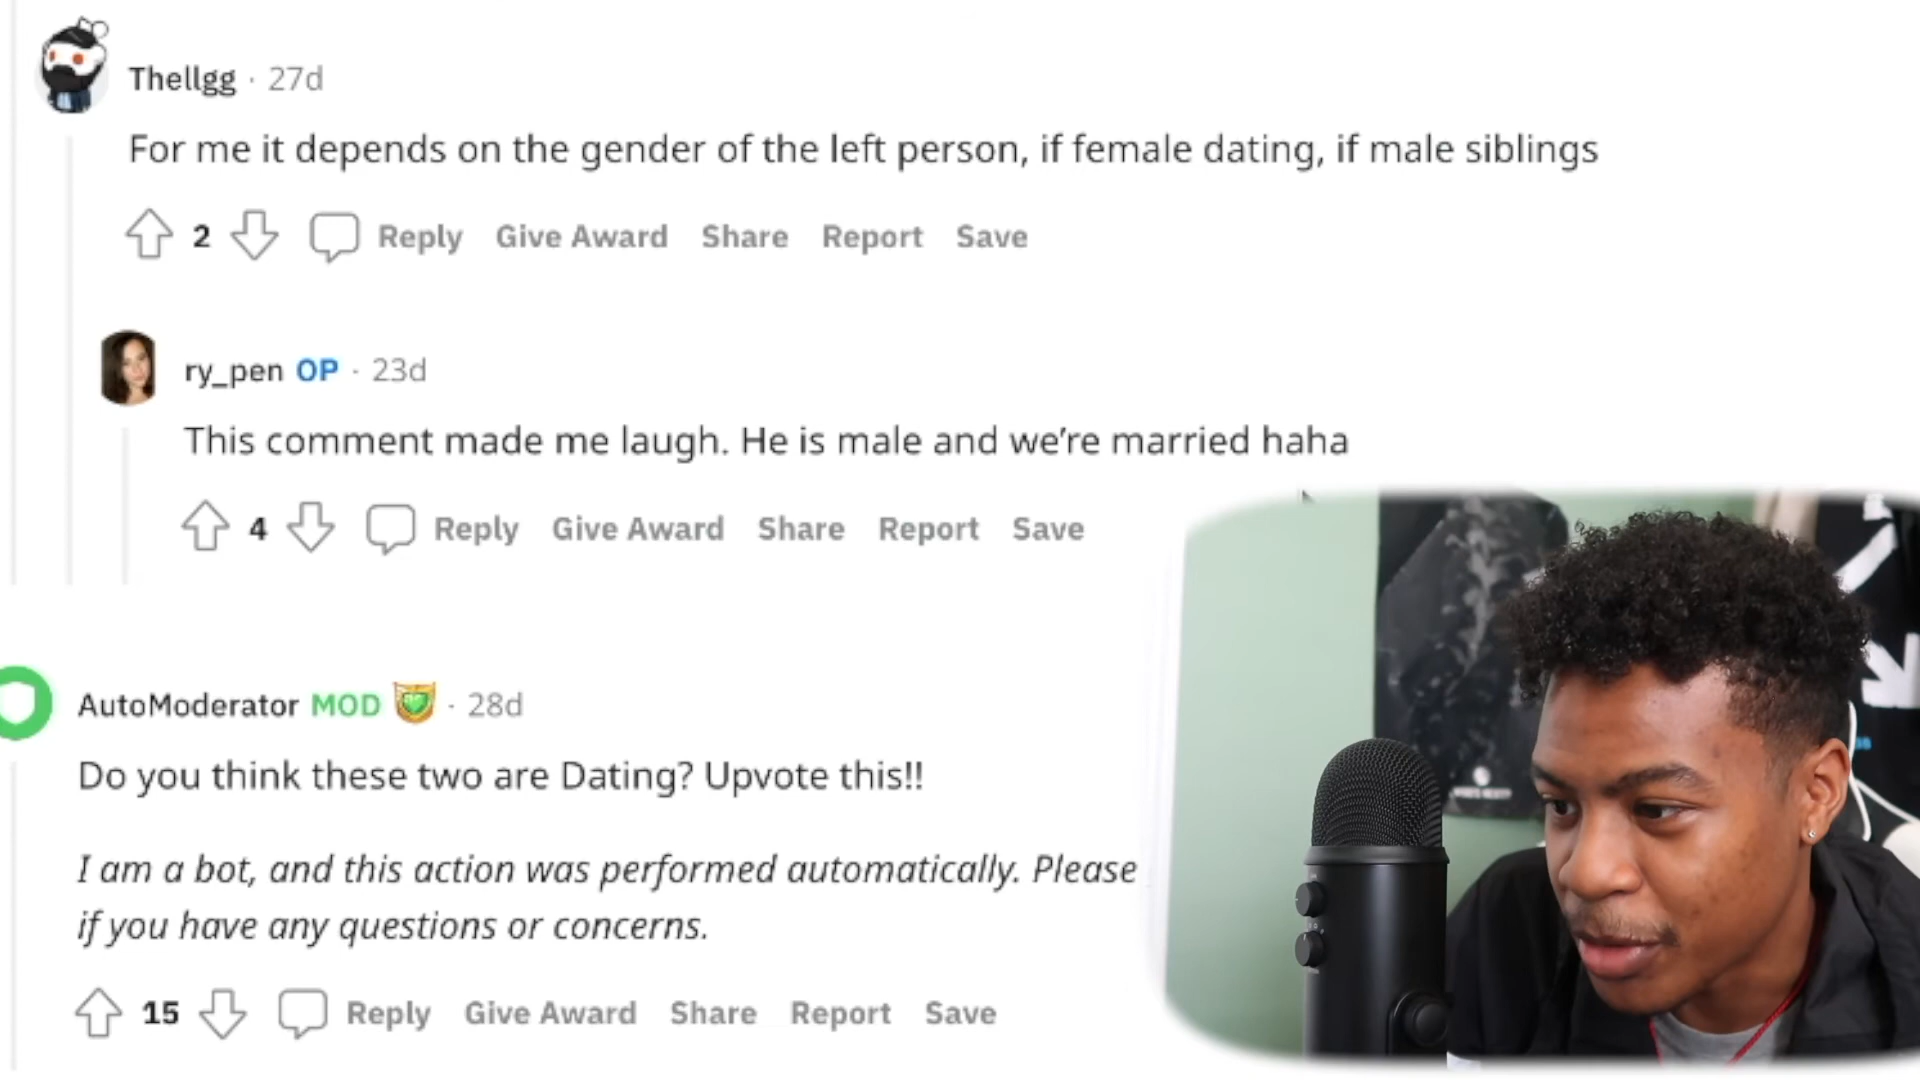 Thellgg · 27d
For me it depends on the gender of the left person, if female dating, if male siblings
2 Reply Give Award Share Report Save
ry_pen OP · 23d
This comment made me laugh. He is male and we're married haha
4 Reply Give Award Share Report Save
AutoModerator MOD · 28d
Do you think these two are Dating? Upvote this!!
I am a bot, and this action was performed automatically. Please
if you have any questions or concerns.
15 Reply Give Award Share Report Save